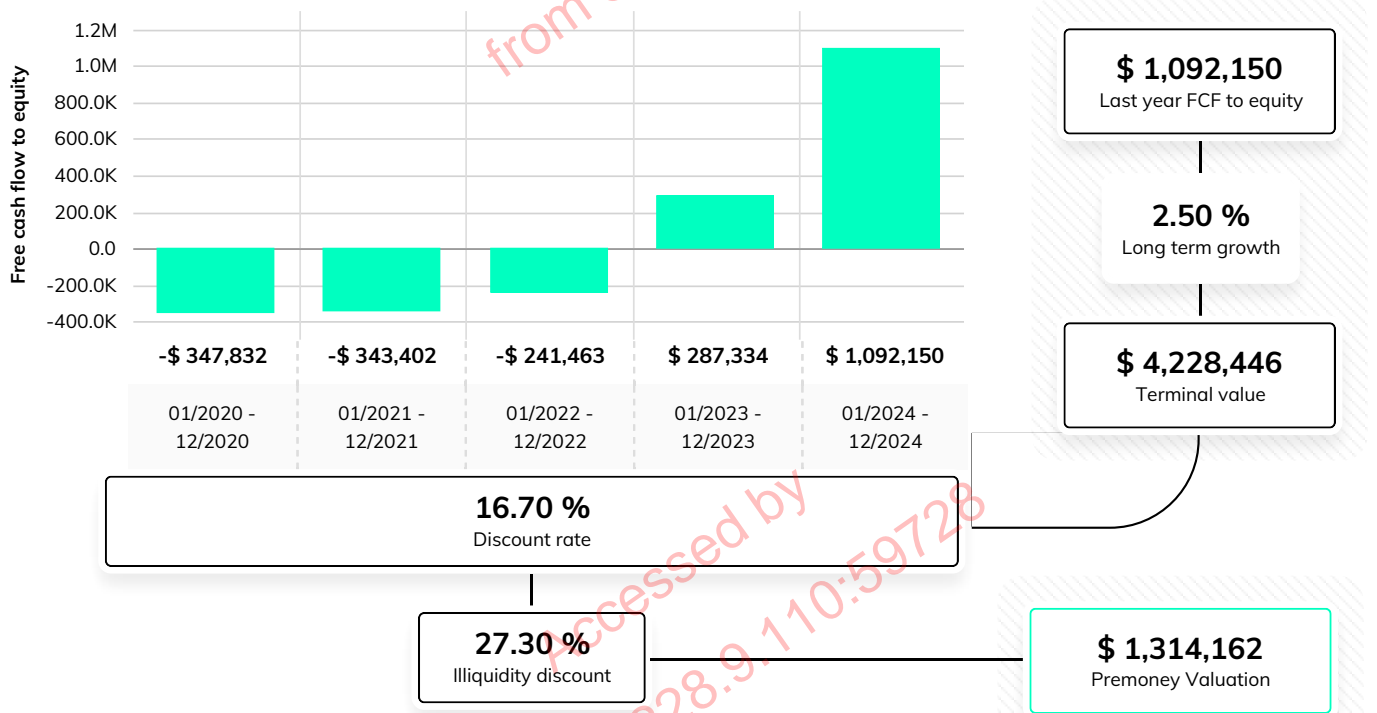 from
Free cash flow to equity
1.2M
1.0M
800.0K
600.0K
400.0K
200.0K
0.0
-200.0K
-400.0K
-$ 347,832
-$ 343,402
-$ 241,463
$ 287,334
$ 1,092,150
01/2020 -
12/2020
01/2021 -
12/2021
01/2022 -
12/2022
01/2023 -
12/2023
01/2024 -
12/2024
$ 1,092,150
Last year FCF to equity
2.50 %
Long term growth
$ 4,228,446
Terminal value
16.70 %
Discount rate
27.30 %
Illiquidity discount
$ 1,314,162
Premoney Valuation
Accessed by
228.9.110:59728